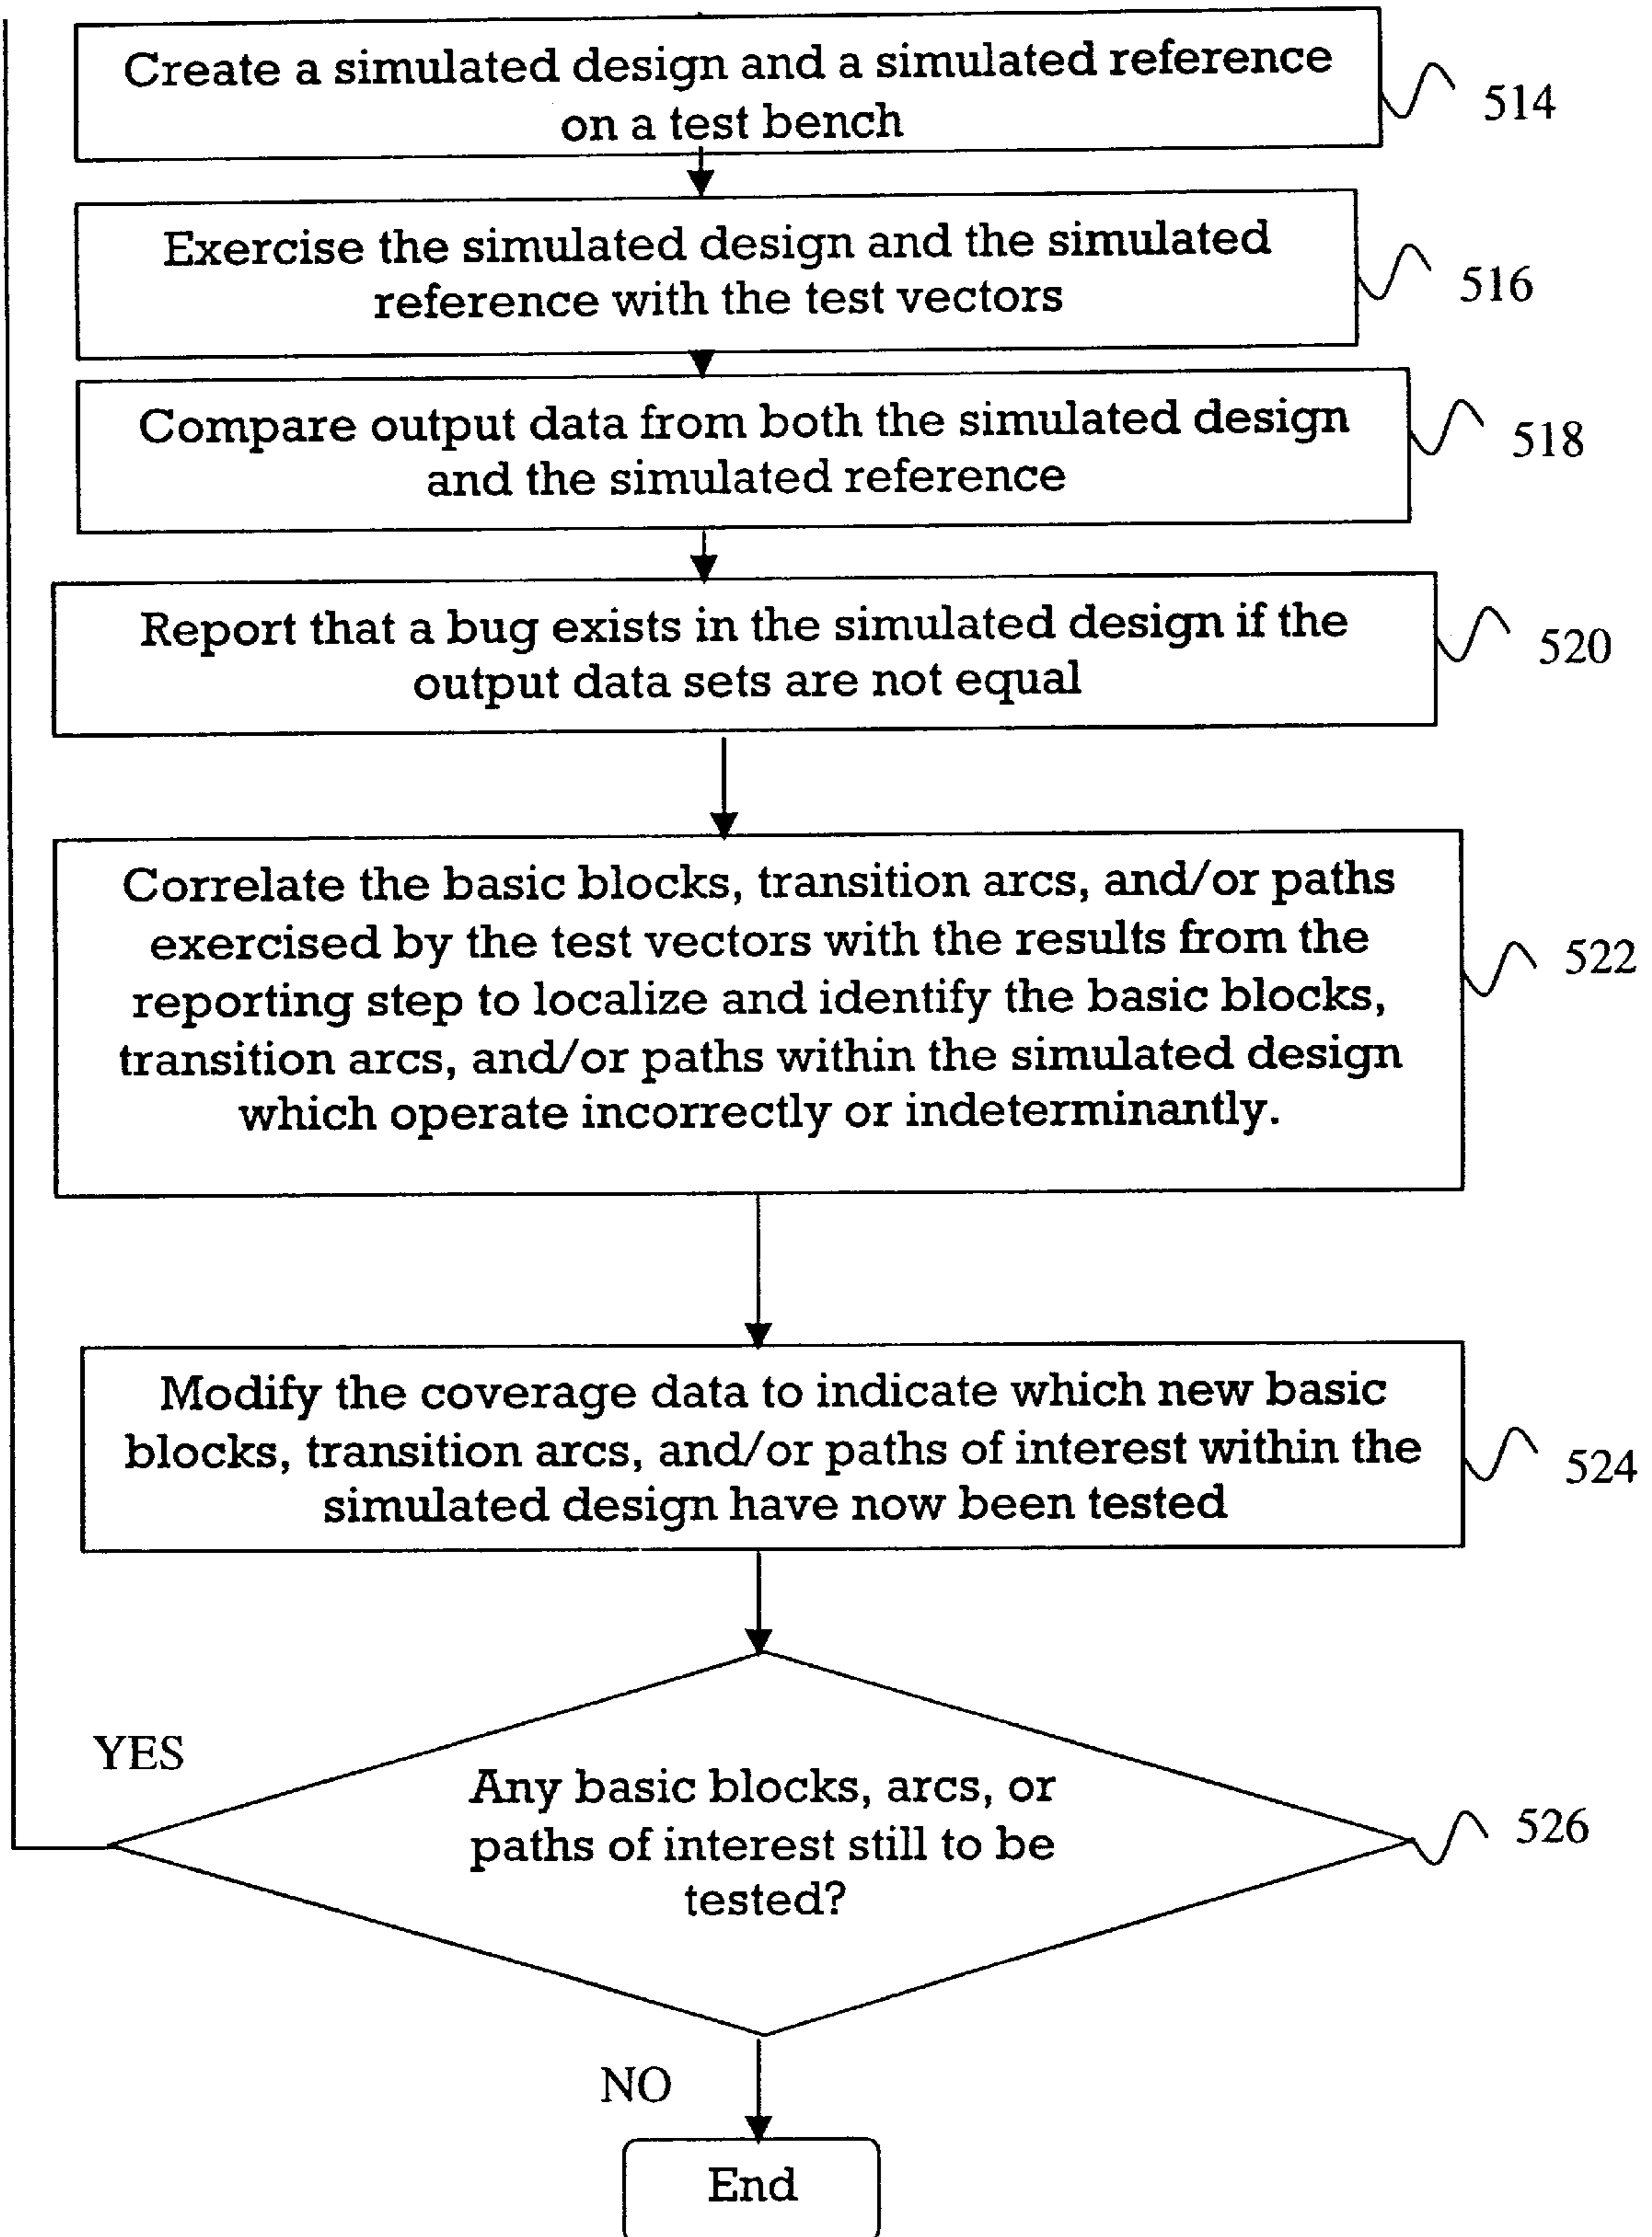 Create a simulated design and a simulated reference
on a test bench
514
Exercise the simulated design and the simulated
reference with the test vectors
516
Compare output data from both the simulated design
and the simulated reference
518
Report that a bug exists in the simulated design if the
output data sets are not equal
520
Correlate the basic blocks, transition arcs, and/or paths
exercised by the test vectors with the results from the
reporting step to localize and identify the basic blocks,
transition arcs, and/or paths within the simulated design
which operate incorrectly or indeterminantly.
522
Modify the coverage data to indicate which new basic
blocks, transition arcs, and/or paths of interest within the
simulated design have now been tested
524
YES
Any basic blocks, arcs, or
paths of interest still to be
tested?
526
NO
End